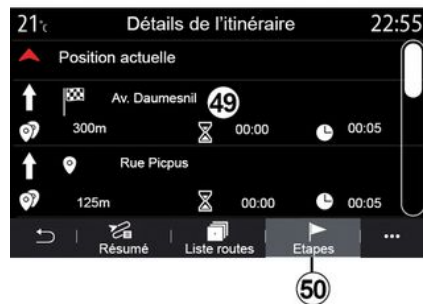 21°c Détails de l'itinéraire 22:55
Position actuelle
Av. Daumesnil 49
300m 00:00 00:05
Rue Picpus
125m 00:00 00:05
Résumé Liste routes Etapes ...
50